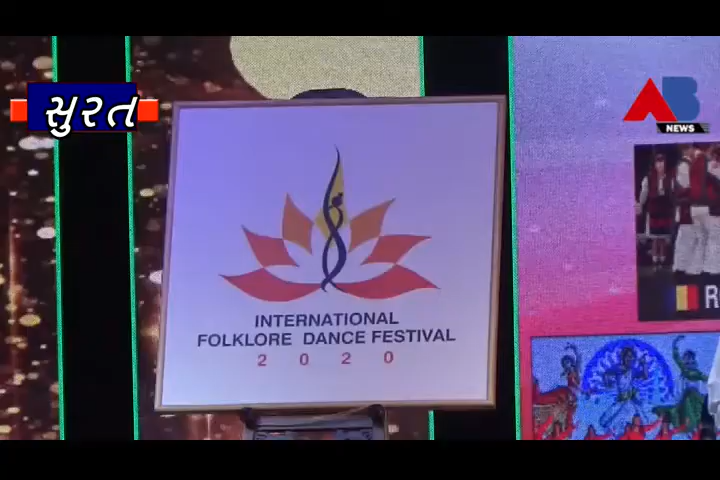 સુરત
AB
NEWS
INTERNATIONAL
FOLKLORE DANCE FESTIVAL
2020
R